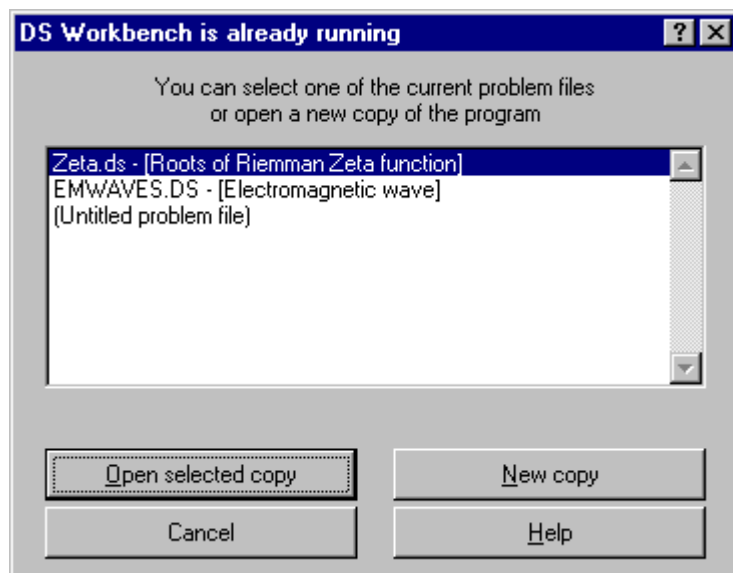 DS Workbench is already running
You can select one of the current problem files
or open a new copy of the program
Zeta.ds - [Roots of Riemman Zeta function]
EMWAVES.DS - [Electromagnetic wave]
(Untitled problem file)
Open selected copy
New copy
Cancel
Help